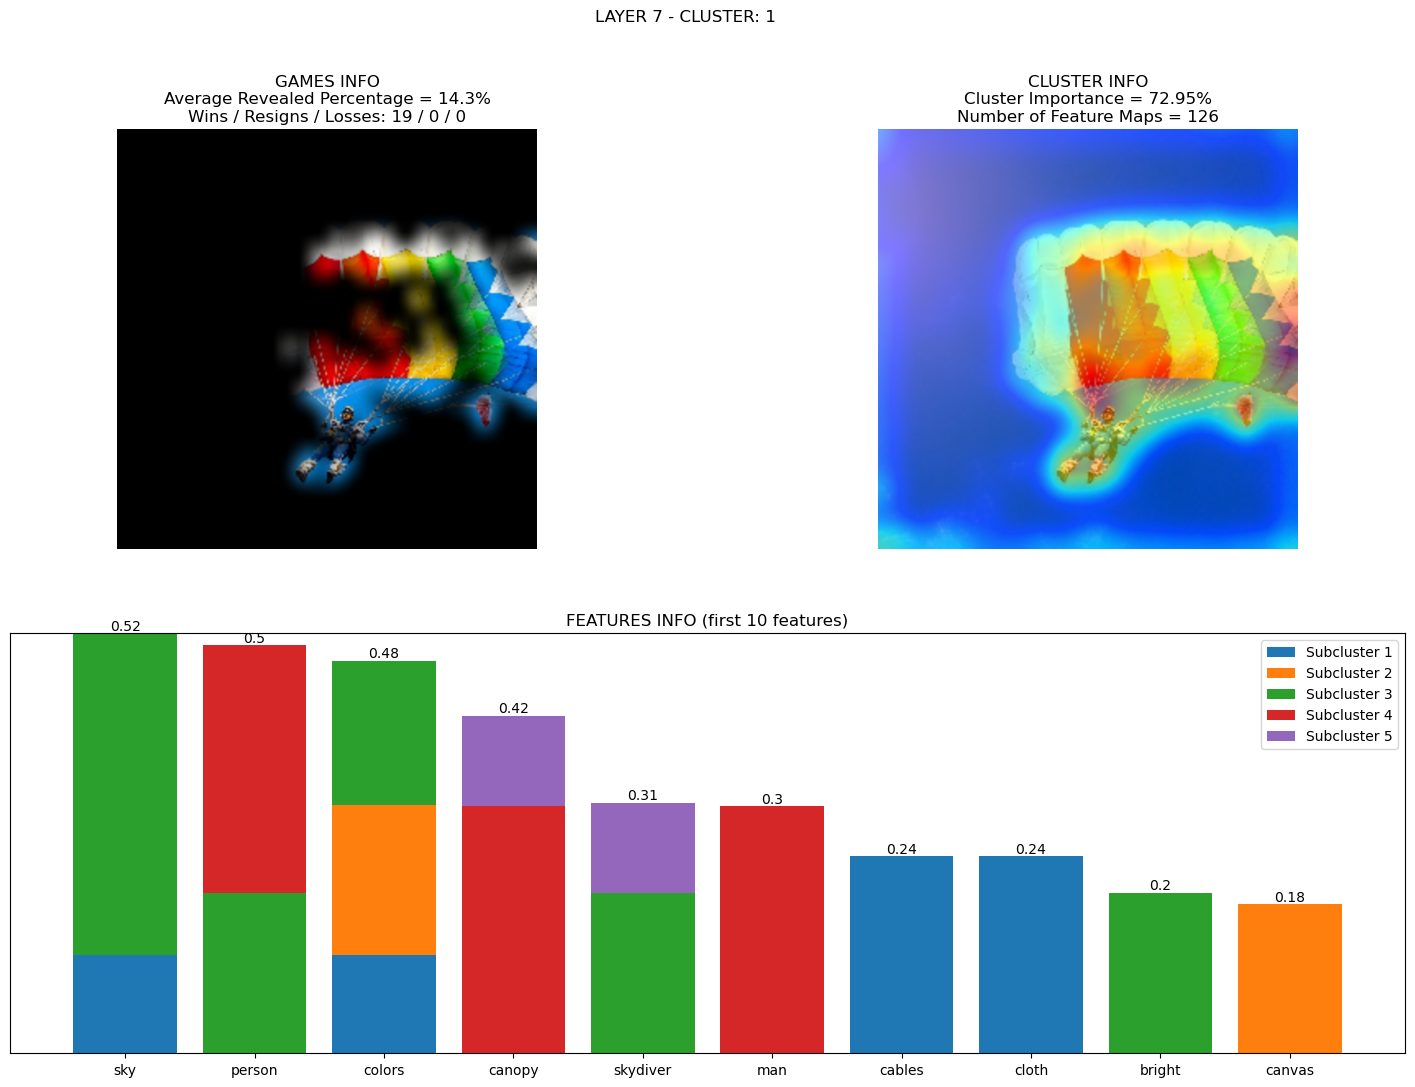 LAYER 7 - CLUSTER: 1
GAMES INFO
Average Revealed Percentage = 14.3%
Wins / Resigns / Losses: 19 / 0 / 0
CLUSTER INFO
Cluster Importance = 72.95%
Number of Feature Maps = 126
FEATURES INFO (first 10 features)
0.52
0.5
0.48
0.42
0.31
0.3
0.24
0.24
0.2
0.18
Subcluster 1
Subcluster 2
Subcluster 3
Subcluster 4
Subcluster 5
sky
person
colors
canopy
skydiver
man
cables
cloth
bright
canvas